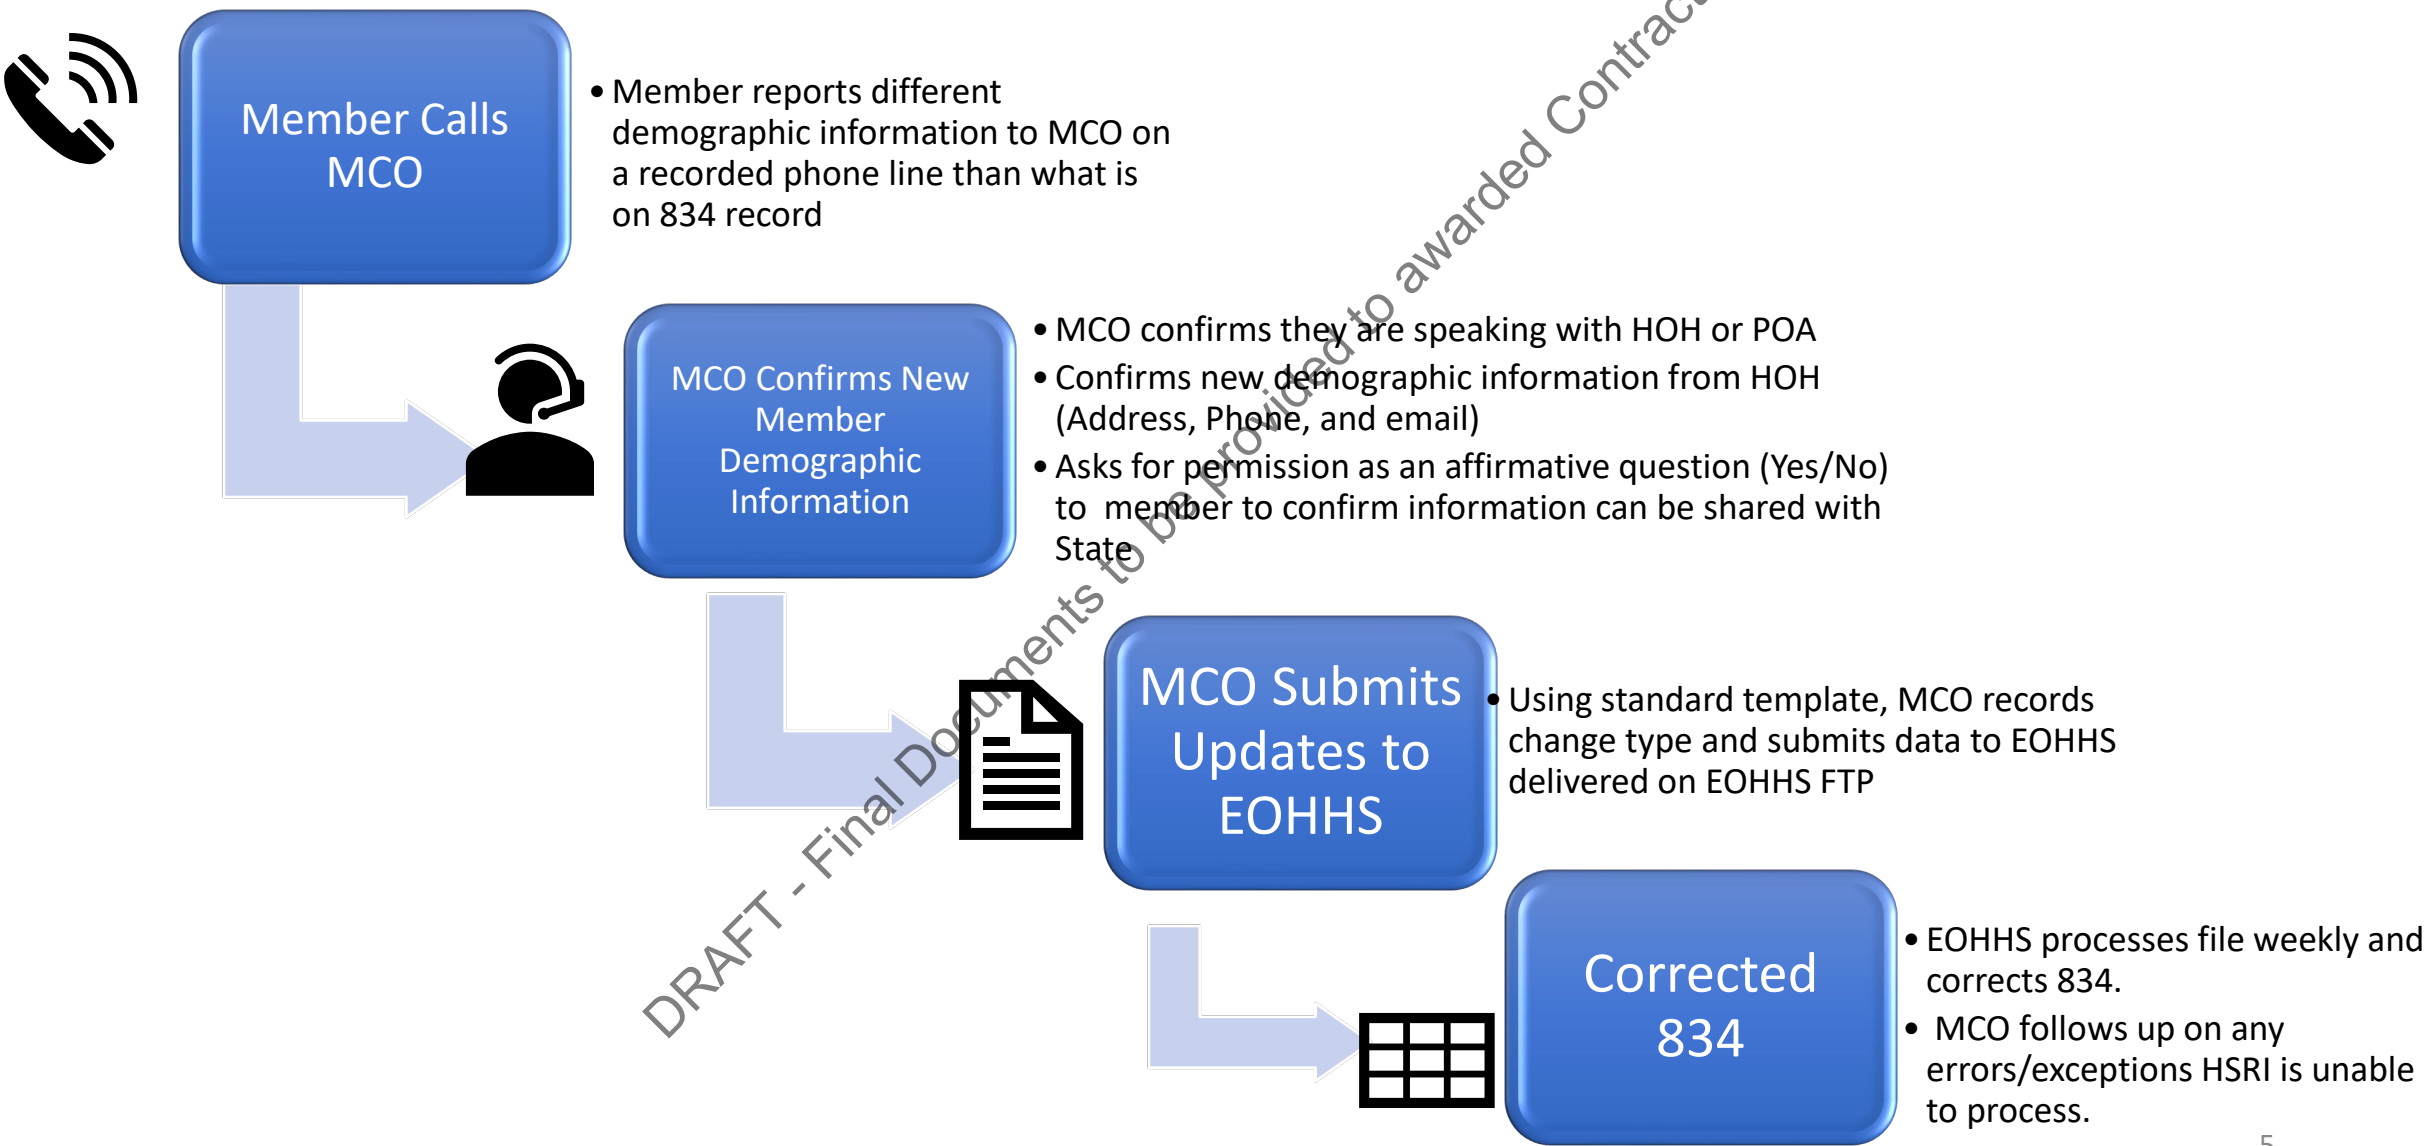 Member Calls
MCO
• Member reports different
demographic information to MCO on
a recorded phone line than what is
on 834 record
MCO Confirms New
Member
Demographic
Information
• MCO confirms they are speaking with HOH or POA
• Confirms new demographic information from HOH
(Address, Phone, and email)
• Asks for permission as an affirmative question (Yes/No)
to member to confirm information can be shared with
State
MCO Submits
Updates to
EOHHS
• Using standard template, MCO records
change type and submits data to EOHHS
delivered on EOHHS FTP
Corrected
834
• EOHHS processes file weekly and
corrects 834.
• MCO follows up on any
errors/exceptions HSRI is unable
to process.
DRAFT - Final Documents to be provided to awarded Contract
5